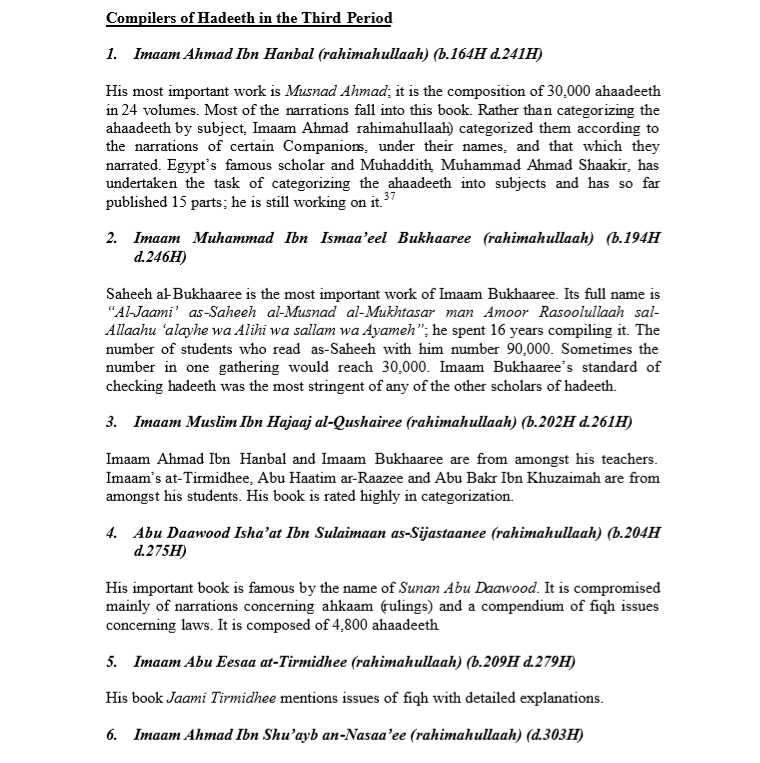 Compilers of Hadeeth in the Third Period
1. Imaam Ahmad Ibn Hanbal (rahimahullaah) (b.164H d.241H)
His most important work is Musnad Ahmad; it is the composition of 30,000 ahaadeeth
in 24 volumes. Most of the narrations fall into this book. Rather than categorizing the
ahaadeeth by subject, Imaam Ahmad rahimahullaah) categorized them according to
the narrations of certain Companions, under their names, and that which they
narrated. Egypt's famous scholar and Muhaddith, Muhammad Ahmad Shaakir, has
undertaken the task of categorizing the ahaadeeth into subjects and has so far
published 15 parts; he is still working on it.37
2. Imaam Muhammad Ibn Ismaa'eel Bukhaaree (rahimahullaah) (b.194H
d.246H)
Saheeh al-Bukhaaree is the most important work of Imaam Bukhaaree. Its full name is
"Al-Jaami' as-Saheeh al-Musnad al-Mukhtasar man Amoor Rasoolullaah sal-
Allaahu 'alayhe wa Alihi wa sallam wa Ayameh"; he spent 16 years compiling it. The
number of students who read as-Saheeh with him number 90,000. Sometimes the
number in one gathering would reach 30,000. Imaam Bukhaaree's standard of
checking hadeeth was the most stringent of any of the other scholars of hadeeth.
3. Imaam Muslim Ibn Hajaaj al-Qushairee (rahimahullaah) (b.202H d.261H)
Imaam Ahmad Ibn Hanbal and Imaam Bukhaaree are from amongst his teachers.
Imaam's at-Tirmidhee, Abu Haatim ar-Raazee and Abu Bakr Ibn Khuzaimah are from
amongst his students. His book is rated highly in categorization.
4. Abu Daawood Isha'at Ibn Sulaimaan as-Sijastaanee (rahimahullaah) (b.204H
d.275H)
His important book is famous by the name of Sunan Abu Daawood. It is compromised
mainly of narrations concerning ahkaam (rulings) and a compendium of fiqh issues
concerning laws. It is composed of 4,800 ahaadeeth
5. Imaam Abu Eesaa at-Tirmidhee (rahimahullaah) (b.209H d.279H)
His book Jaami Tirmidhee mentions issues of fiqh with detailed explanations.
6. Imaam Ahmad Ibn Shu'ayb an-Nasaa'ee (rahimahullaah) (d.303H)